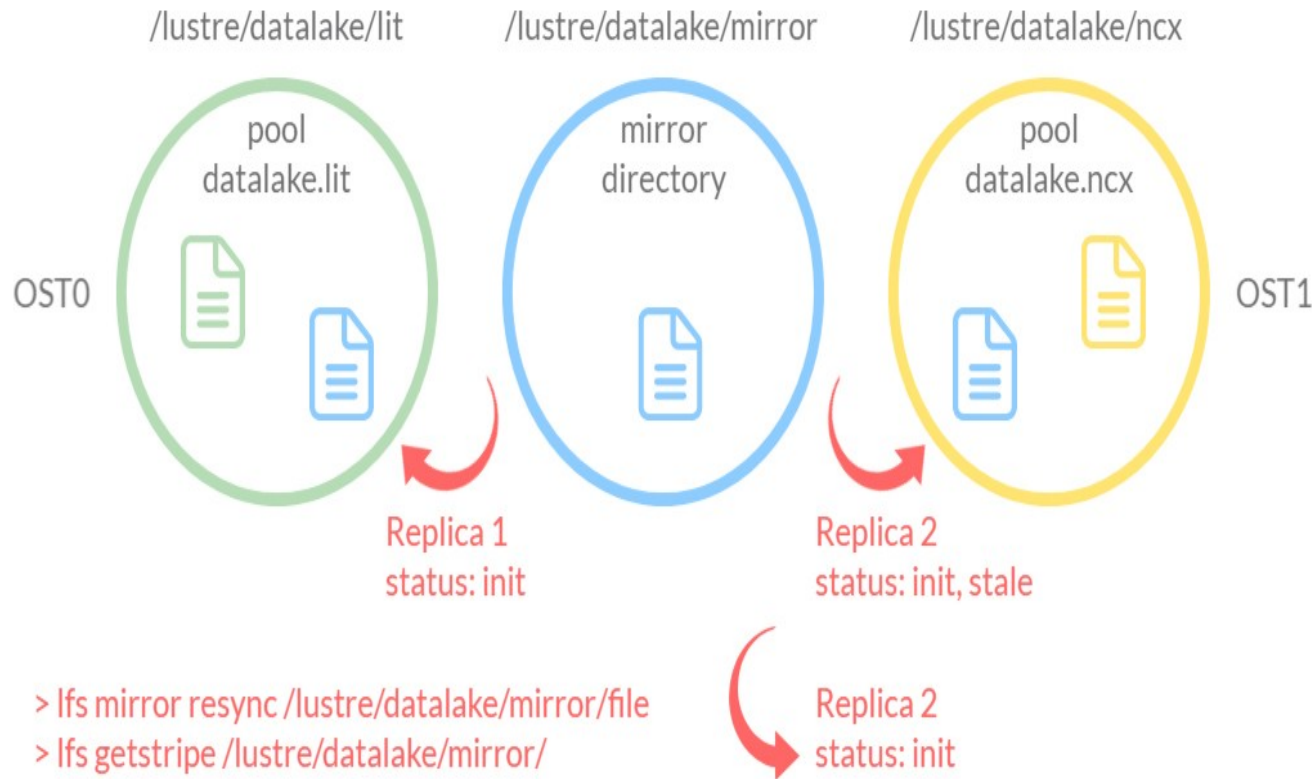 /lustre/datalake/lit
/lustre/datalake/mirror
/lustre/datalake/ncx
pool
datalake.lit
mirror
directory
pool
datalake.ncx
OST0
OST1
Replica 1
status: init
Replica 2
status: init, stale
> lfs mirror resync /lustre/datalake/mirror/file
> lfs getstripe /lustre/datalake/mirror/
Replica 2
status: init